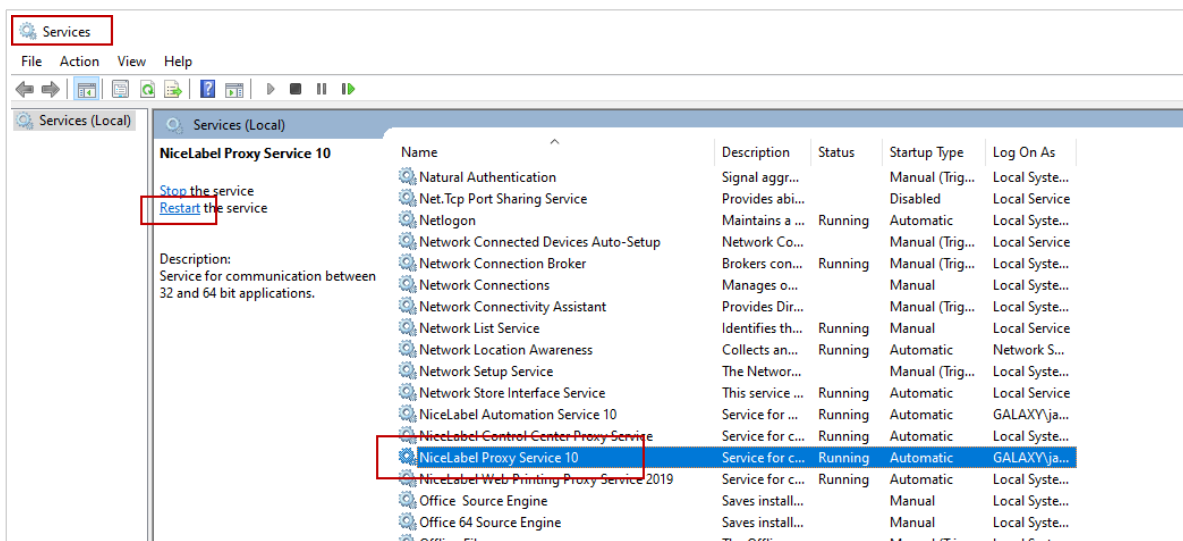 Services
File Action View Help
Services (Local)
Services (Local)
NiceLabel Proxy Service 10
Stop the service
Restart the service
Description:
Service for communication between
32 and 64 bit applications.
Name Description Status Startup Type Log On As
Natural Authentication Signal aggr... Manual (Trig... Local Syste...
Net.Tcp Port Sharing Service Provides abi... Disabled Local Service
Netlogon Maintains a ... Running Automatic Local Syste...
Network Connected Devices Auto-Setup Network Co... Manual (Trig... Local Service
Network Connection Broker Brokers con... Running Manual (Trig... Local Syste...
Network Connections Manages o... Manual Local Syste...
Network Connectivity Assistant Provides Dir... Manual (Trig... Local Syste...
Network List Service Identifies th... Running Manual Local Service
Network Location Awareness Collects an... Running Automatic Network S...
Network Setup Service The Networ... Manual (Trig... Local Syste...
Network Store Interface Service This service ... Running Automatic Local Service
NiceLabel Automation Service 10 Service for ... Running Automatic GALAXY\ja...
NiceLabel Control Center Proxy Service Service for c... Running Automatic Local Syste...
NiceLabel Proxy Service 10 Service for c... Running Automatic GALAXY\ja...
NiceLabel Web Printing Proxy Service 2019 Service for c... Running Automatic Local Syste...
Office Source Engine Saves install... Manual Local Syste...
Office 64 Source Engine Saves install... Manual Local Syste...